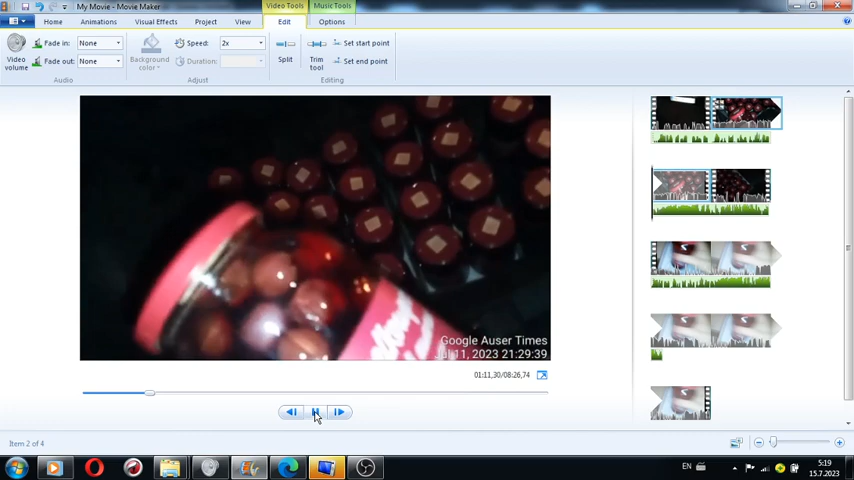 My Movie - Movie Maker
Video Tools
Music Tools
Home
Animations
Visual Effects
Project
View
Edit
Options
Video volume
Fade in: None
Fade out: None
Audio
Background color
Speed: 2x
Duration:
Adjust
Split
Trim tool
Set start point
Set end point
Editing
Google Auser Times
Jul 11, 2023 21:29:39
01:11,30/08:26,74
Item 2 of 4
EN
5:19
15.7.2023